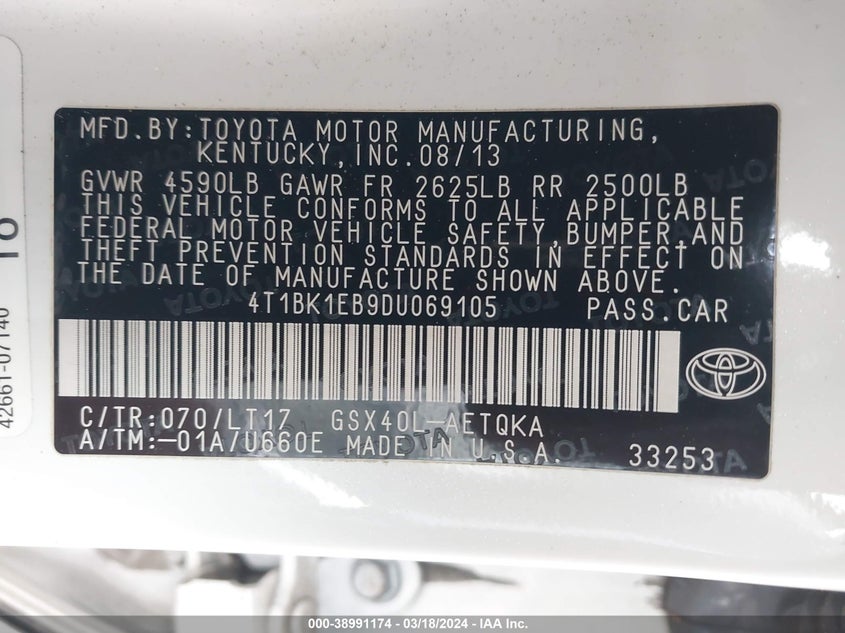 MFD.BY:TOYOTA MOTOR MANUFACTURING,
KENTUCKY,INC.08/13
GVWR 4590LB GAWR FR 2625LB RR 2500LB
THIS VEHICLE CONFORMS TO ALL APPLICABLE
FEDERAL MOTOR VEHICLE SAFETY,BUMPER,AND
THEFT PREVENTION STANDARDS IN EFFECT ON
THE DATE OF MANUFACTURE SHOWN ABOVE.
4T1BK1EB9DU069105 PASS.CAR
C/TR:070/LT17 GSX40L-AETQKA
A/TM:-01A/U660E MADE IN U.S.A. 33253
42661-07140
000-38991174 - 03/18/2024 - IAA Inc.